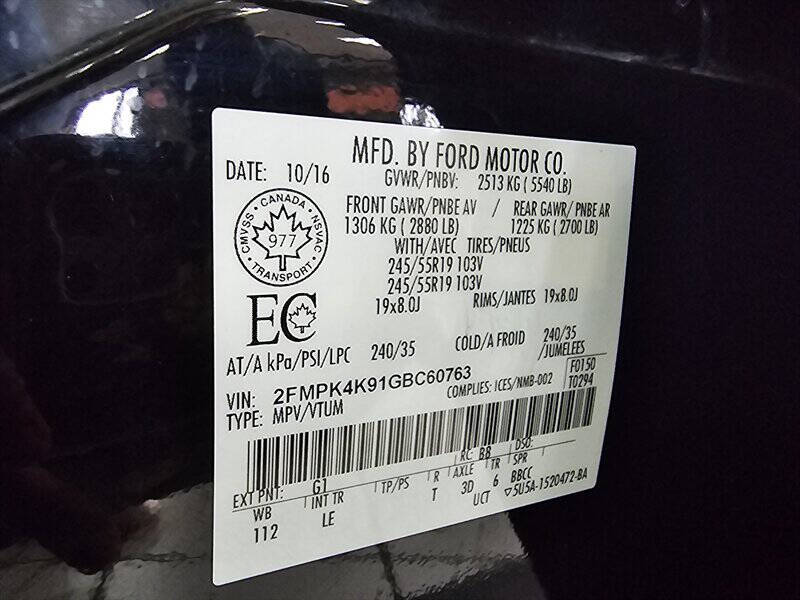 MFD. BY FORD MOTOR CO.
DATE: 10/16
GVWR/PNBV: 2513 KG ( 5540 LB)
FRONT GAWR/PNBE AV / REAR GAWR/ PNBE AR
1306 KG ( 2880 LB) 1225 KG ( 2700 LB)
WITH/AVEC TIRES/PNEUS
245/55R19 103V
245/55R19 103V
19x8.0J RIMS/JANTES 19x8.0J
CMVSS · CANADA · NSVAC
977
· TRANSPORT ·
EC
AT/A kPa/PSI/LPC 240/35 COLD/A FROID 240/35
/JUMELEES
VIN: 2FMPK4K91GBC60763
COMPLIES: ICES/NMB-002
F0150
T0294
TYPE: MPV/VTUM
EXT PNT: G1 RC: BB DSO:
WB INT TR TP/PS R AXLE TR SPR
112 LE T 3D 6 BBCC
UCT ▽5U5A-1520472-BA